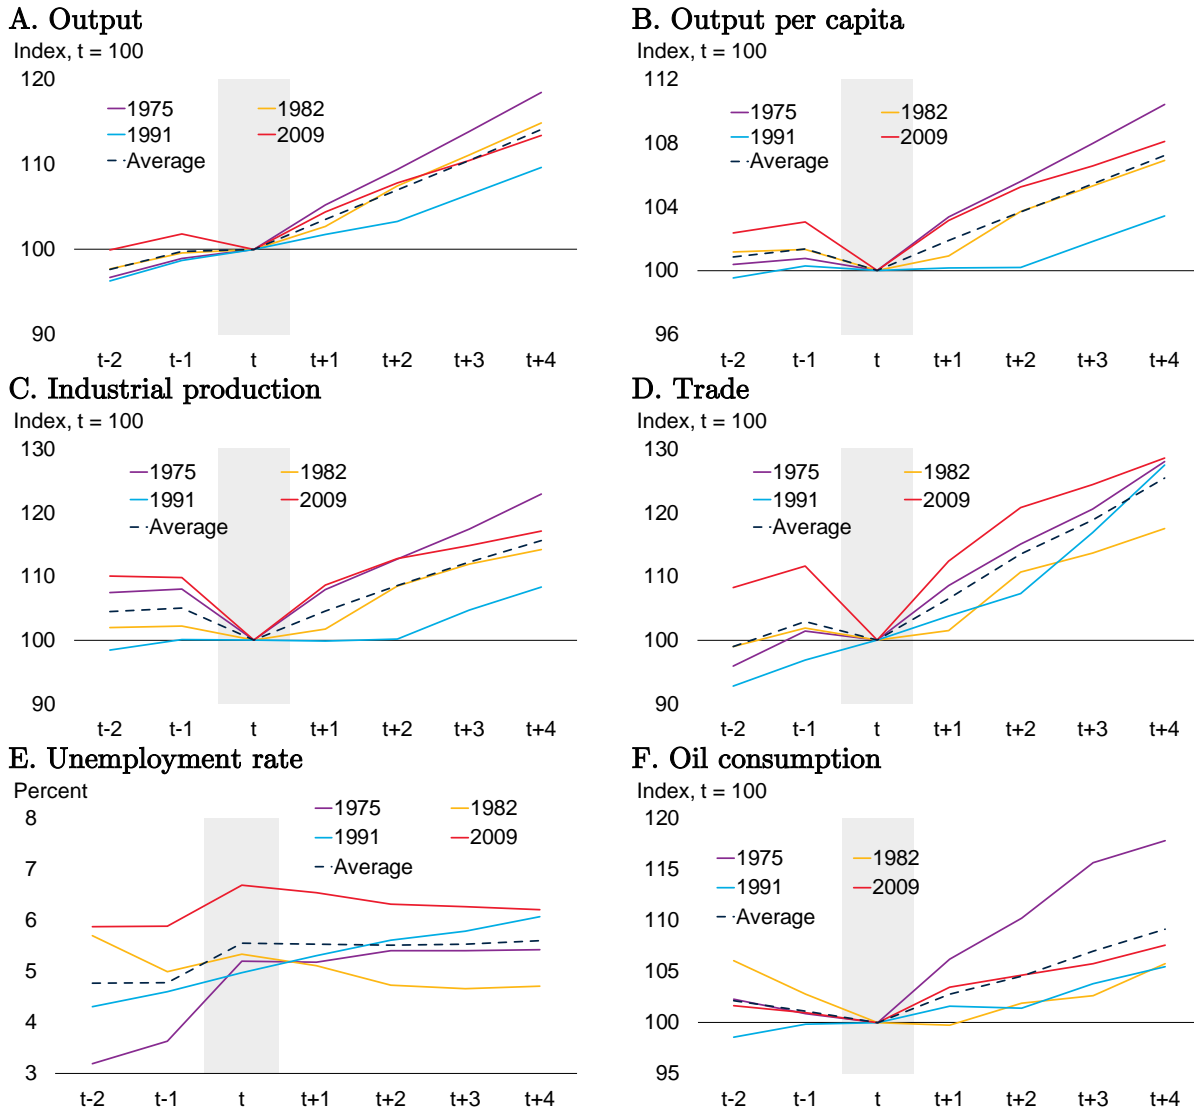 A. Output
Index, t = 100
120
110
100
90
1975
1982
1991
2009
Average
t-2 t-1 t t+1 t+2 t+3 t+4
B. Output per capita
Index, t = 100
112
108
104
100
96
1975
1982
1991
2009
Average
t-2 t-1 t t+1 t+2 t+3 t+4
C. Industrial production
Index, t = 100
130
120
110
100
90
1975
1982
1991
2009
Average
t-2 t-1 t t+1 t+2 t+3 t+4
D. Trade
Index, t = 100
130
120
110
100
90
1975
1982
1991
2009
Average
t-2 t-1 t t+1 t+2 t+3 t+4
E. Unemployment rate
Percent
8
7
6
5
4
3
1975
1982
1991
2009
Average
t-2 t-1 t t+1 t+2 t+3 t+4
F. Oil consumption
Index, t = 100
120
115
110
105
100
95
1975
1982
1991
2009
Average
t-2 t-1 t t+1 t+2 t+3 t+4